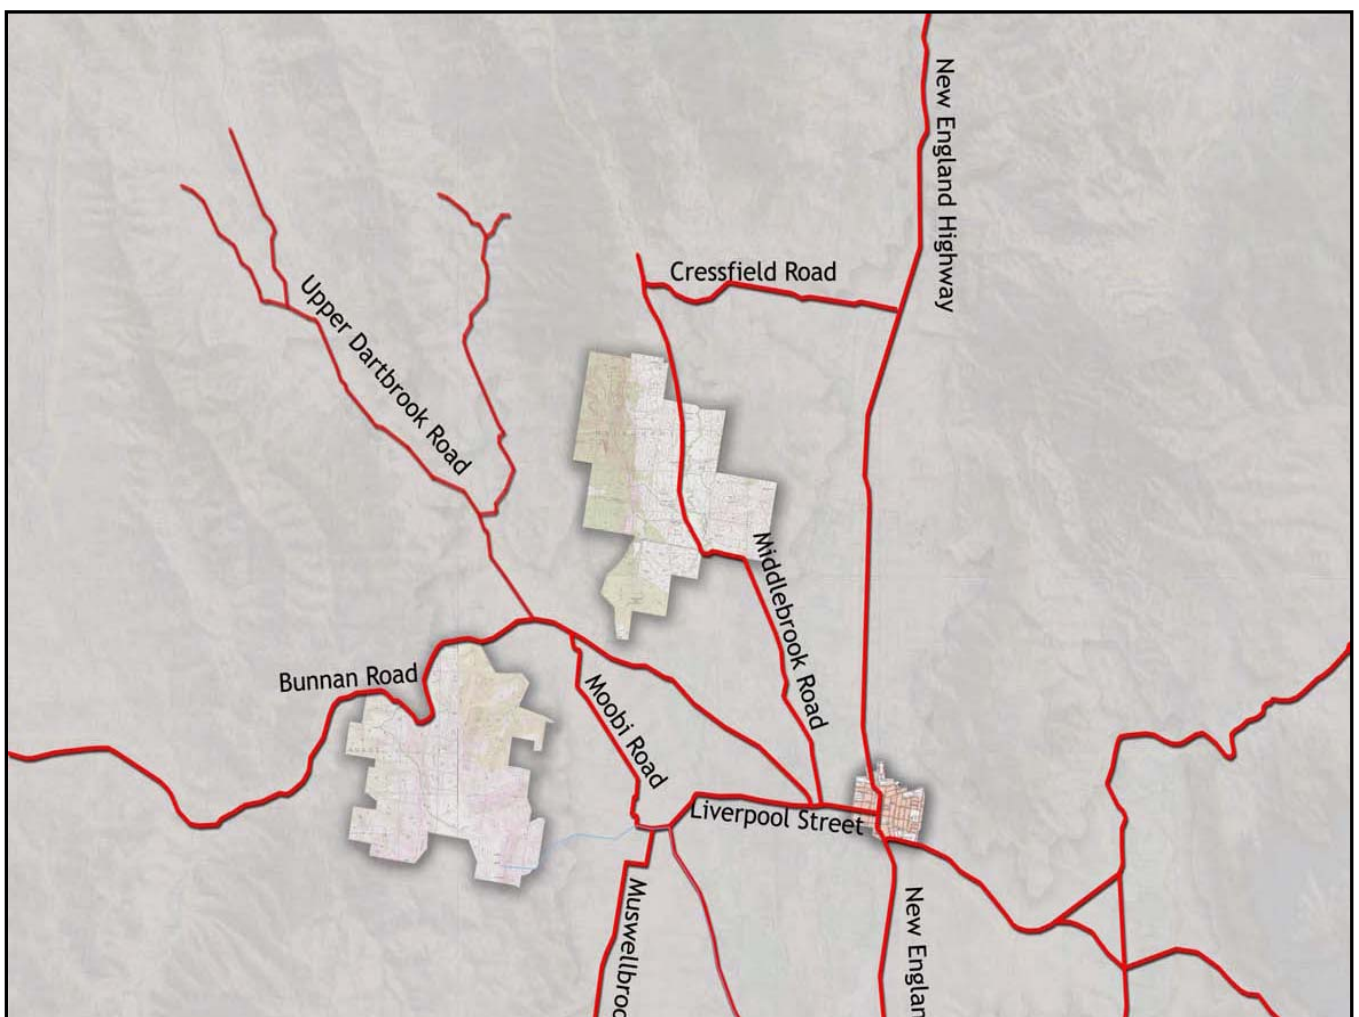 New England Highway
Cressfield Road
Upper Dartbrook Road
Middlebrook Road
Bunnan Road
Moobi Road
Liverpool Street
Muswellbroo
New Englan